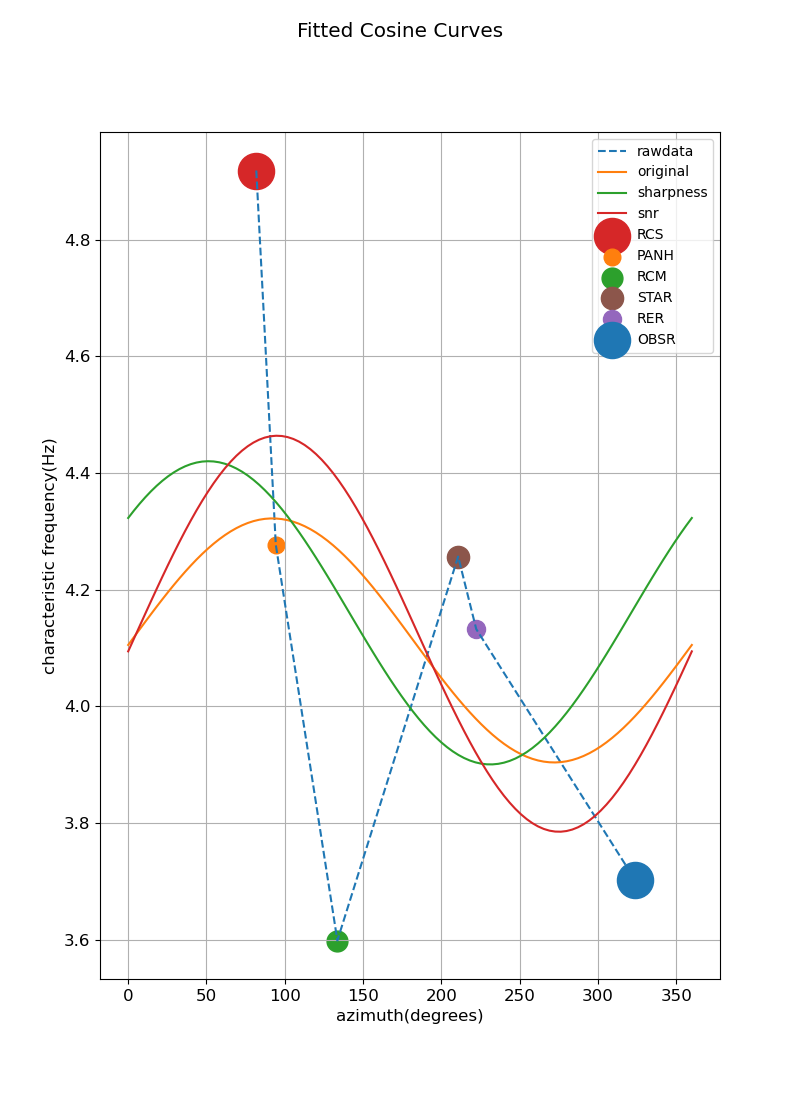 Fitted Cosine Curves
rawdata
original
sharpness
snr
RCS
PANH
RCM
STAR
RER
OBSR
4.8
4.6
4.4
4.2
4.0
3.8
3.6
characteristic frequency(Hz)
0 50 100 150 200 250 300 350
azimuth(degrees)